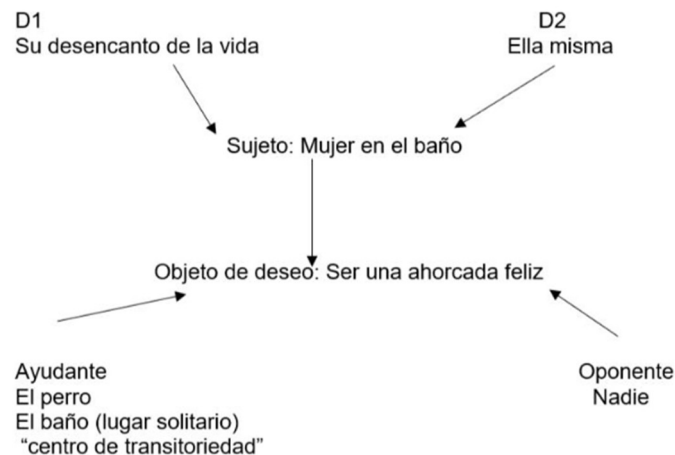 D1
Su desencanto de la vida
D2
Ella misma
Sujeto: Mujer en el baño
Objeto de deseo: Ser una ahorcada feliz
Ayudante
El perro
El baño (lugar solitario)
“centro de transitoriedad”
Oponente
Nadie